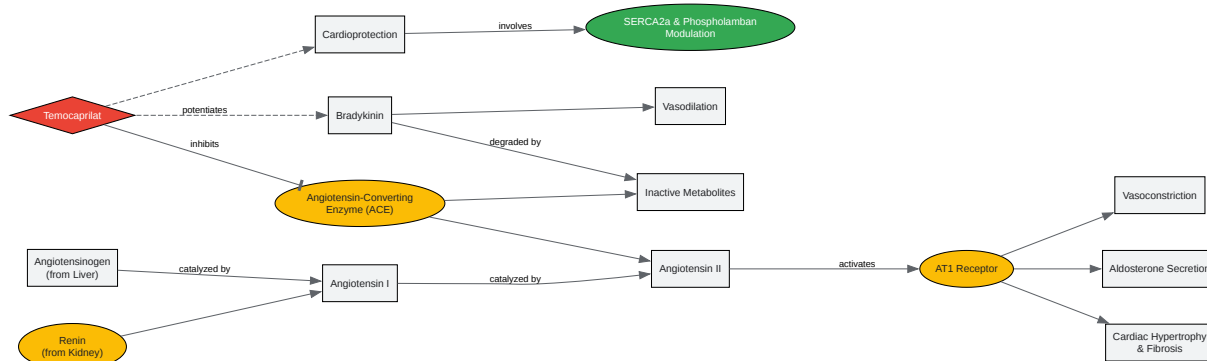 SERCA2a & Phospholamban
Modulation
involves
Cardioprotection
Temocaprilat
potentiates
Bradykinin
Vasodilation
degraded by
inhibits
Inactive Metabolites
Angiotensin-Converting
Enzyme (ACE)
Vasoconstriction
Angiotensinogen
(from Liver)
catalyzed by
Angiotensin I
catalyzed by
Angiotensin II
activates
AT1 Receptor
Aldosterone Secretion
Renin
(from Kidney)
Cardiac Hypertrophy
& Fibrosis